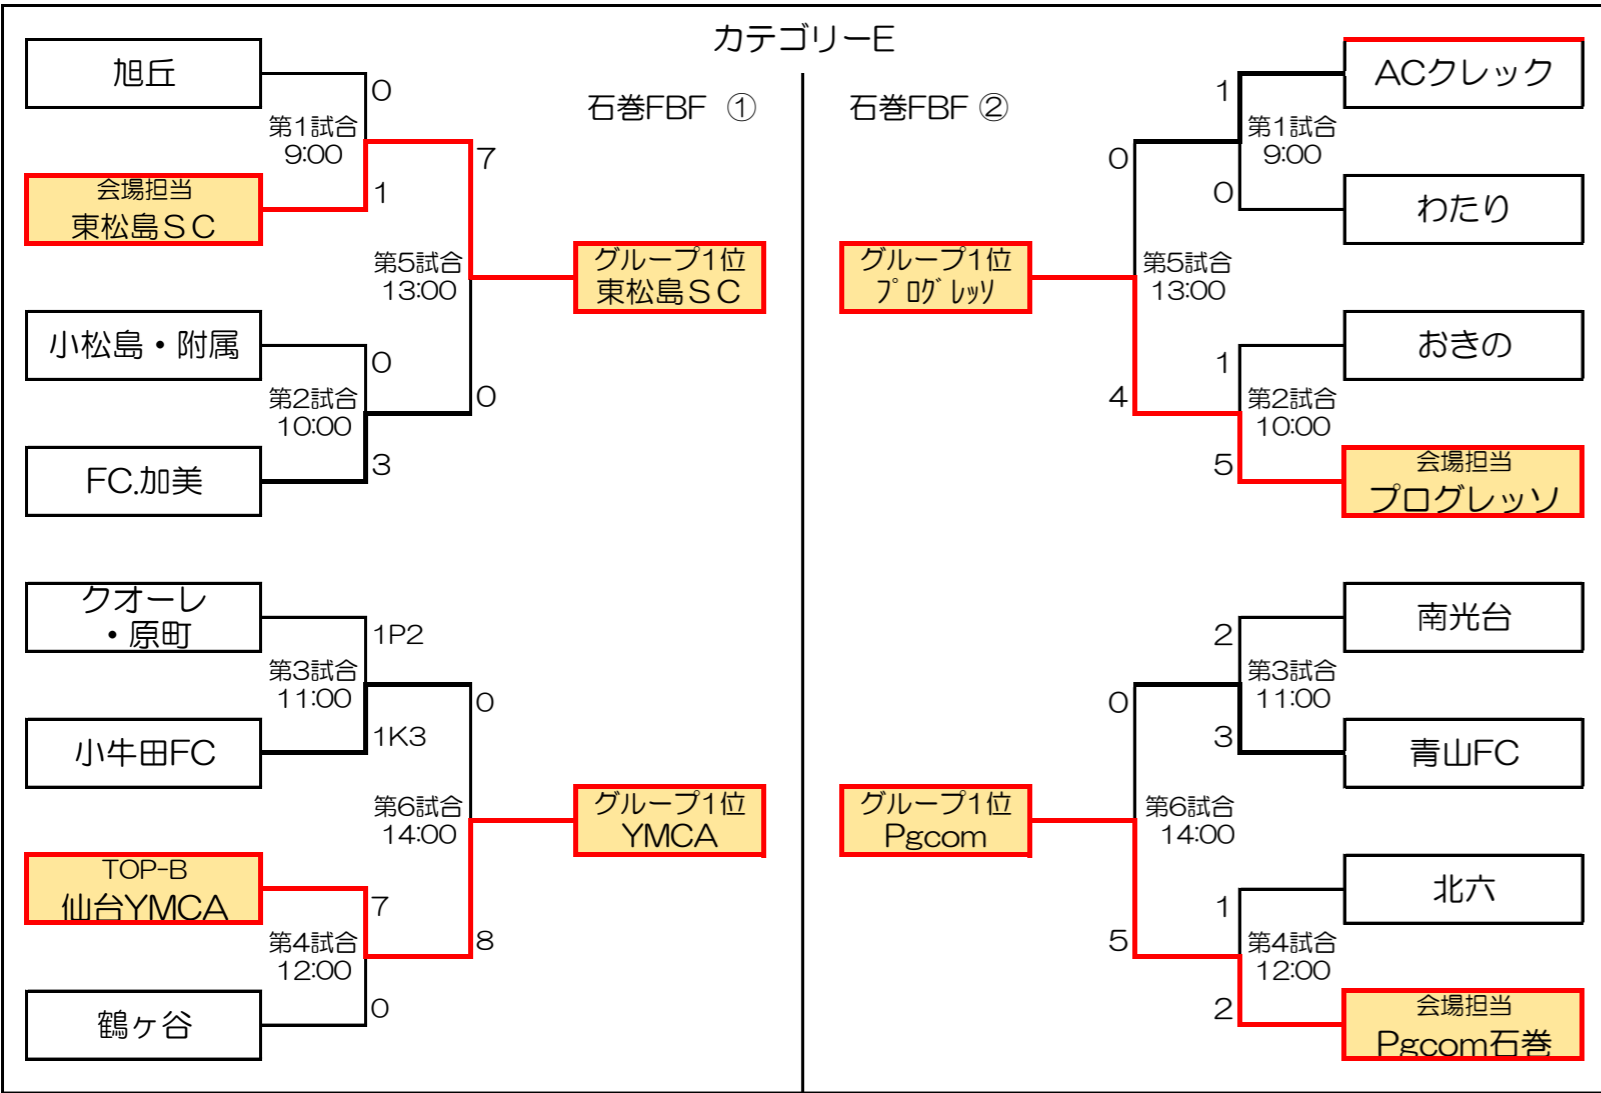 カテゴリーE
石巻FBF ①
旭丘
0
第1試合
9:00
7
会場担当
東松島SC
1
第5試合
13:00
グループ1位
東松島SC
小松島・附属
0
第2試合
10:00
0
FC.加美
3
クオーレ
・原町
1P2
第3試合
11:00
0
小牛田FC
1K3
第6試合
14:00
グループ1位
YMCA
TOP-B
仙台YMCA
7
第4試合
12:00
8
鶴ヶ谷
0
石巻FBF ②
ACクレック
1
第1試合
9:00
0
わたり
0
第5試合
13:00
グループ1位
プログレッソ
おきの
1
第2試合
10:00
4
会場担当
プログレッソ
5
南光台
2
第3試合
11:00
0
青山FC
3
第6試合
14:00
グループ1位
Pgcom
北六
1
第4試合
12:00
5
会場担当
Pgcom石巻
2